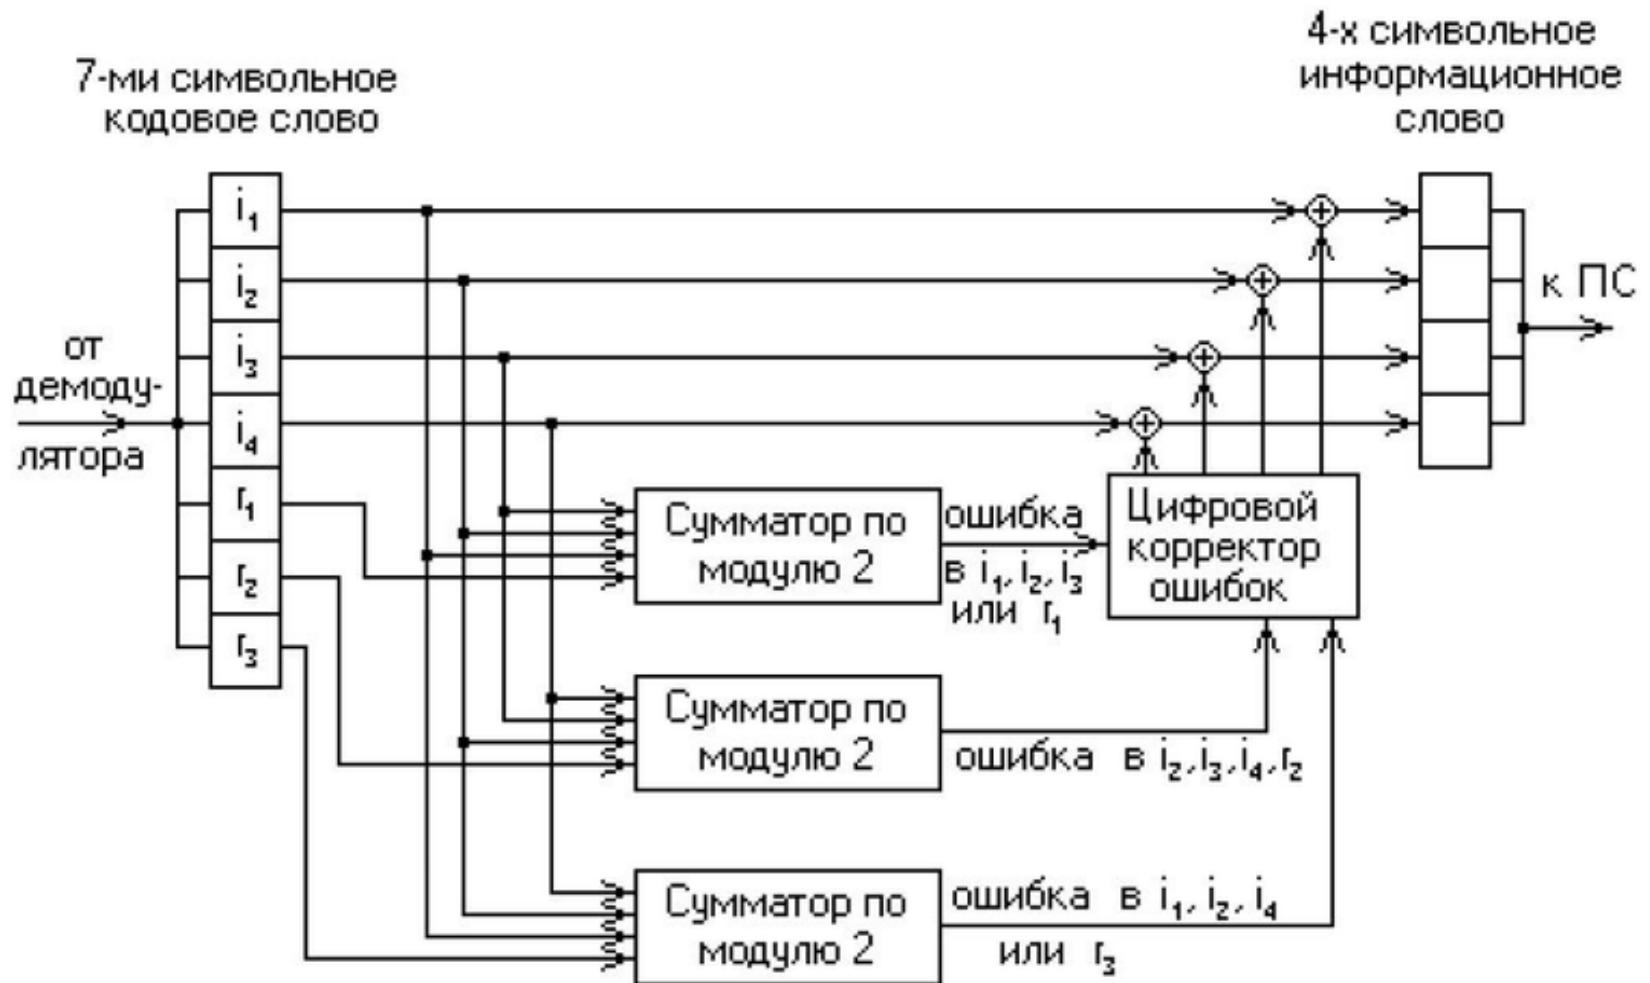 4-х символьное
информационное
слово
7-ми символьное
кодовое слово
i₁
i₂
i₃
i₄
r₁
r₂
r₃
от
демоду-
лятора
к ПС
Сумматор по
модулю 2
ошибка
в i₁, i₂, i₃
или r₁
Цифровой
корректор
ошибок
Сумматор по
модулю 2
ошибка в i₂, i₃, i₄, r₂
Сумматор по
модулю 2
ошибка в i₁, i₂, i₄
или r₃